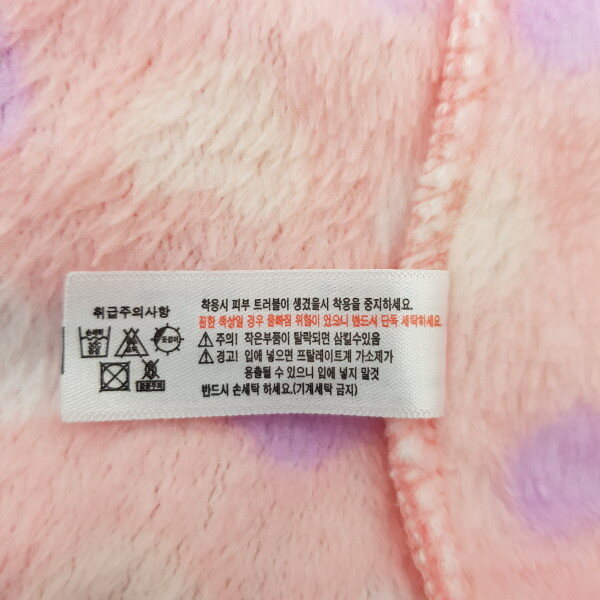 취급주의사항
착용시 피부 트러블이 생겼을시 착용을 중지하세요.
진한 색상일 경우 물빠짐 위험이 있으니 반드시 단독 세탁하세요.
주의! 작은부품이 탈락되면 삼킬수있음
경고! 입에 넣으면 프탈레이트계 가소제가
용출될 수 있으니 입에 넣지 말것
반드시 손세탁 하세요.(기계세탁 금지)